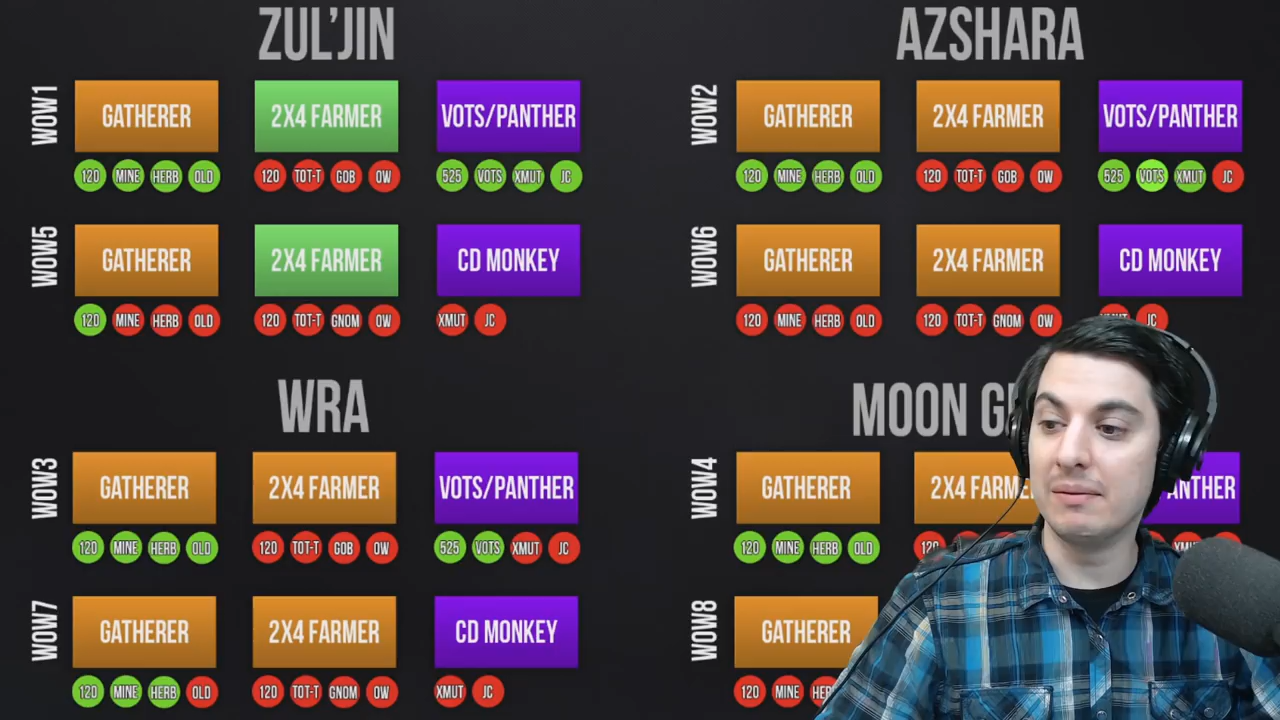 ZUL'JIN
WOW1
GATHERER
2X4 FARMER
VOTS/PANTHER
120 MINE HERB OLD
120 TOT-T GOB OW
525 VOTS XMUT JC
WOW5
GATHERER
2X4 FARMER
CD MONKEY
120 MINE HERB OLD
120 TOT-T GNOM OW
XMUT JC
AZSHARA
WOW2
GATHERER
2X4 FARMER
VOTS/PANTHER
120 MINE HERB OLD
120 TOT-T GOB OW
525 VOTS XMUT JC
WOW6
GATHERER
2X4 FARMER
CD MONKEY
120 MINE HERB OLD
120 TOT-T GNOM OW
XMUT JC
WRA
WOW3
GATHERER
2X4 FARMER
VOTS/PANTHER
120 MINE HERB OLD
120 TOT-T GOB OW
525 VOTS XMUT JC
WOW7
GATHERER
2X4 FARMER
CD MONKEY
120 MINE HERB OLD
120 TOT-T GNOM OW
XMUT JC
MOON
WOW4
GATHERER
2X4
120 MINE HERB OLD
120
WOW8
GATHERER
120 MINE